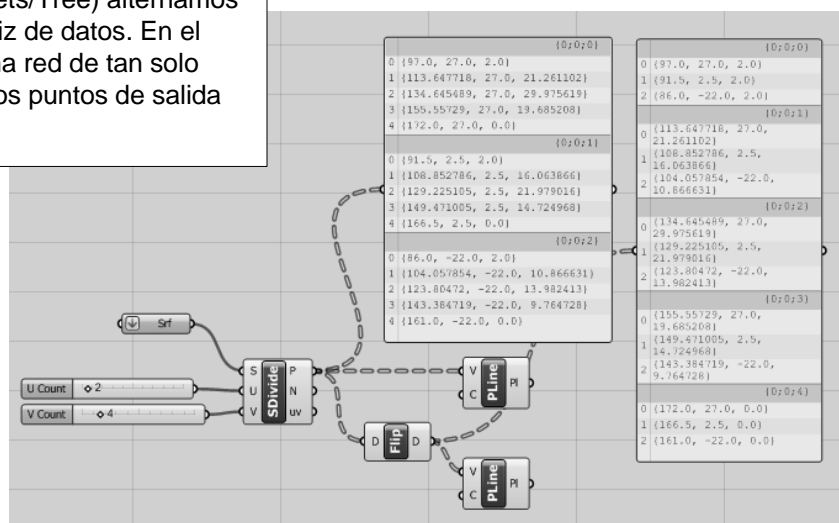 ets/Tree) alternamos
iz de datos. En el
na red de tan solo
os puntos de salida
{0;0;0}
0 {97.0, 27.0, 2.0}
1 {113.647718, 27.0, 21.261102}
2 {134.645489, 27.0, 29.975619}
3 {155.55729, 27.0, 19.685208}
4 {172.0, 27.0, 0.0}
{0;0;1}
0 {91.5, 2.5, 2.0}
1 {108.852786, 2.5, 16.063866}
2 {129.225105, 2.5, 21.979016}
3 {149.471005, 2.5, 14.724968}
4 {166.5, 2.5, 0.0}
{0;0;2}
0 {86.0, -22.0, 2.0}
1 {104.057854, -22.0, 10.866631}
2 {123.80472, -22.0, 13.982413}
3 {143.384719, -22.0, 9.764728}
4 {161.0, -22.0, 0.0}
{0;0;0}
0 {97.0, 27.0, 2.0}
1 {91.5, 2.5, 2.0}
2 {86.0, -22.0, 2.0}
{0;0;1}
0 {113.647718, 27.0,
21.261102}
1 {108.852786, 2.5,
16.063866}
2 {104.057854, -22.0,
10.866631}
{0;0;2}
0 {134.645489, 27.0,
29.975619}
1 {129.225105, 2.5,
21.979016}
2 {123.80472, -22.0,
13.982413}
{0;0;3}
0 {155.55729, 27.0,
19.685208}
1 {149.471005, 2.5,
14.724968}
2 {143.384719, -22.0,
9.764728}
{0;0;4}
0 {172.0, 27.0, 0.0}
1 {166.5, 2.5, 0.0}
2 {161.0, -22.0, 0.0}
Srf
U Count 2
V Count 4
S U V SDivide P N uv
V C PLine Pl
D Flip D
V C PLine Pl